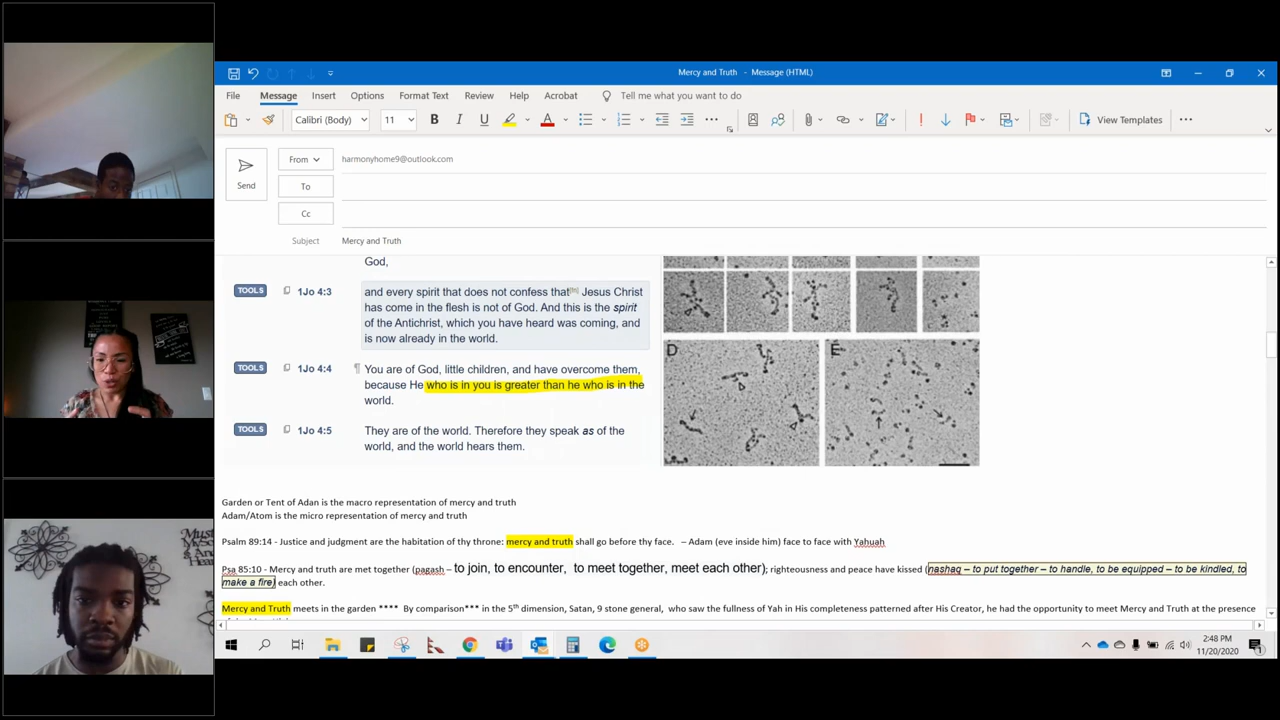 Mercy and Truth - Message (HTML)
File Message Insert Options Format Text Review Help Acrobat Tell me what you want to do
Calibri (Body) 11 B I U A View Templates
From harmonyhome9@outlook.com
Send
To
Cc
Subject Mercy and Truth
God,
TOOLS 1Jo 4:3 and every spirit that does not confess that Jesus Christ
has come in the flesh is not of God. And this is the spirit
of the Antichrist, which you have heard was coming, and
is now already in the world.
TOOLS 1Jo 4:4 ¶ You are of God, little children, and have overcome them,
because He who is in you is greater than he who is in the
world.
TOOLS 1Jo 4:5 They are of the world. Therefore they speak as of the
world, and the world hears them.
D E
Garden or Tent of Adan is the macro representation of mercy and truth
Adam/Atom is the micro representation of mercy and truth
Psalm 89:14 - Justice and judgment are the habitation of thy throne: mercy and truth shall go before thy face. – Adam (eve inside him) face to face with Yahuah
Psa 85:10 - Mercy and truth are met together (pagash – to join, to encounter, to meet together, meet each other); righteousness and peace have kissed (nashaq – to put together – to handle, to be equipped – to be kindled, to
make a fire) each other.
Mercy and Truth meets in the garden **** By comparison*** in the 5th dimension, Satan, 9 stone general, who saw the fullness of Yah in His completeness patterned after His Creator, he had the opportunity to meet Mercy and Truth at the presence
2:48 PM
11/20/2020